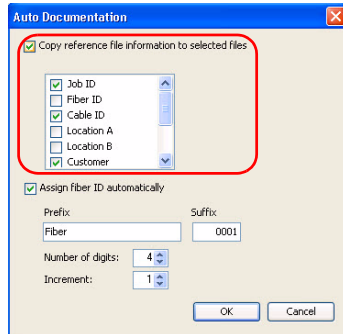 Auto Documentation
Copy reference file information to selected files
Job ID
Fiber ID
Cable ID
Location A
Location B
Customer
Assign fiber ID automatically
Prefix Suffix
Fiber 0001
Number of digits: 4
Increment: 1
OK Cancel